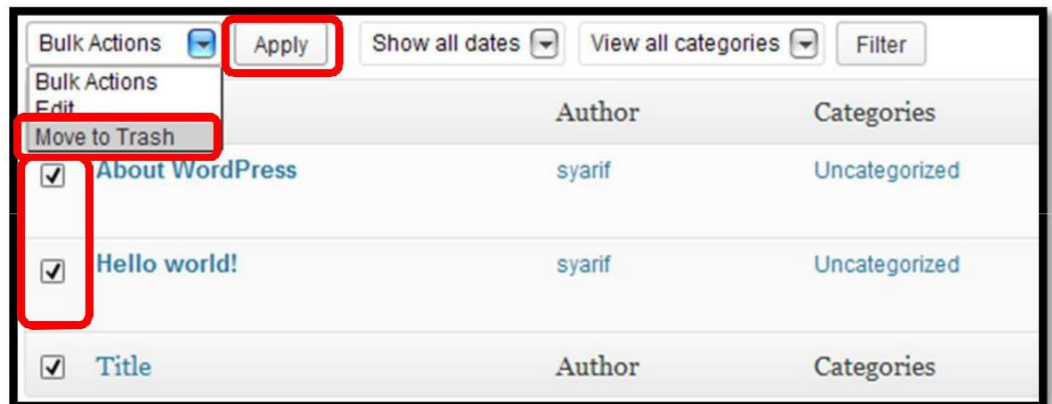 Bulk Actions Apply Show all dates View all categories Filter
Bulk Actions
Edit
Move to Trash
Author Categories
About WordPress syarif Uncategorized
Hello world! syarif Uncategorized
Title Author Categories